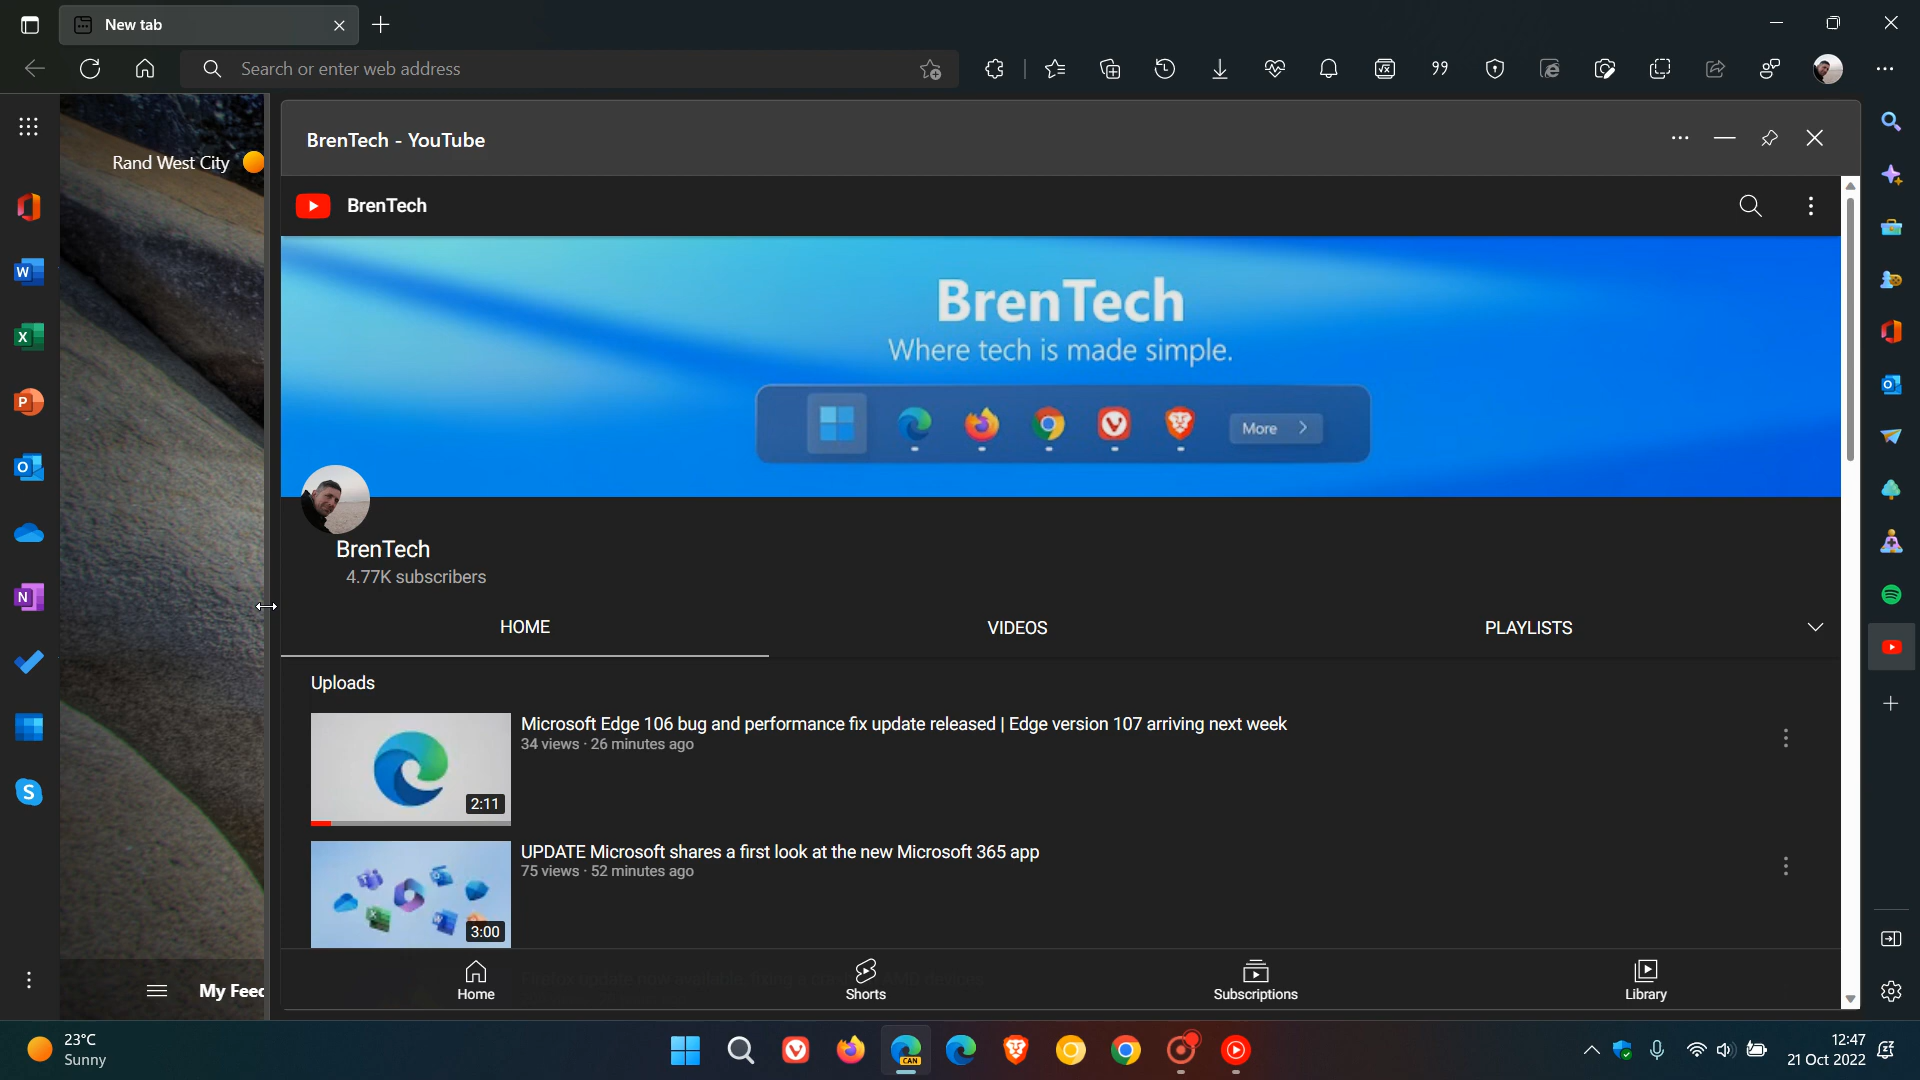 New tab
Search or enter web address
Rand West City
BrenTech - YouTube
BrenTech
BrenTech
Where tech is made simple.
More
BrenTech
4.77K subscribers
HOME
VIDEOS
PLAYLISTS
Uploads
Microsoft Edge 106 bug and performance fix update released | Edge version 107 arriving next week
34 views · 26 minutes ago
2:11
UPDATE Microsoft shares a first look at the new Microsoft 365 app
75 views · 52 minutes ago
3:00
Home
Shorts
Subscriptions
Library
My Feed
23°C
Sunny
CAN
12:47
21 Oct 2022